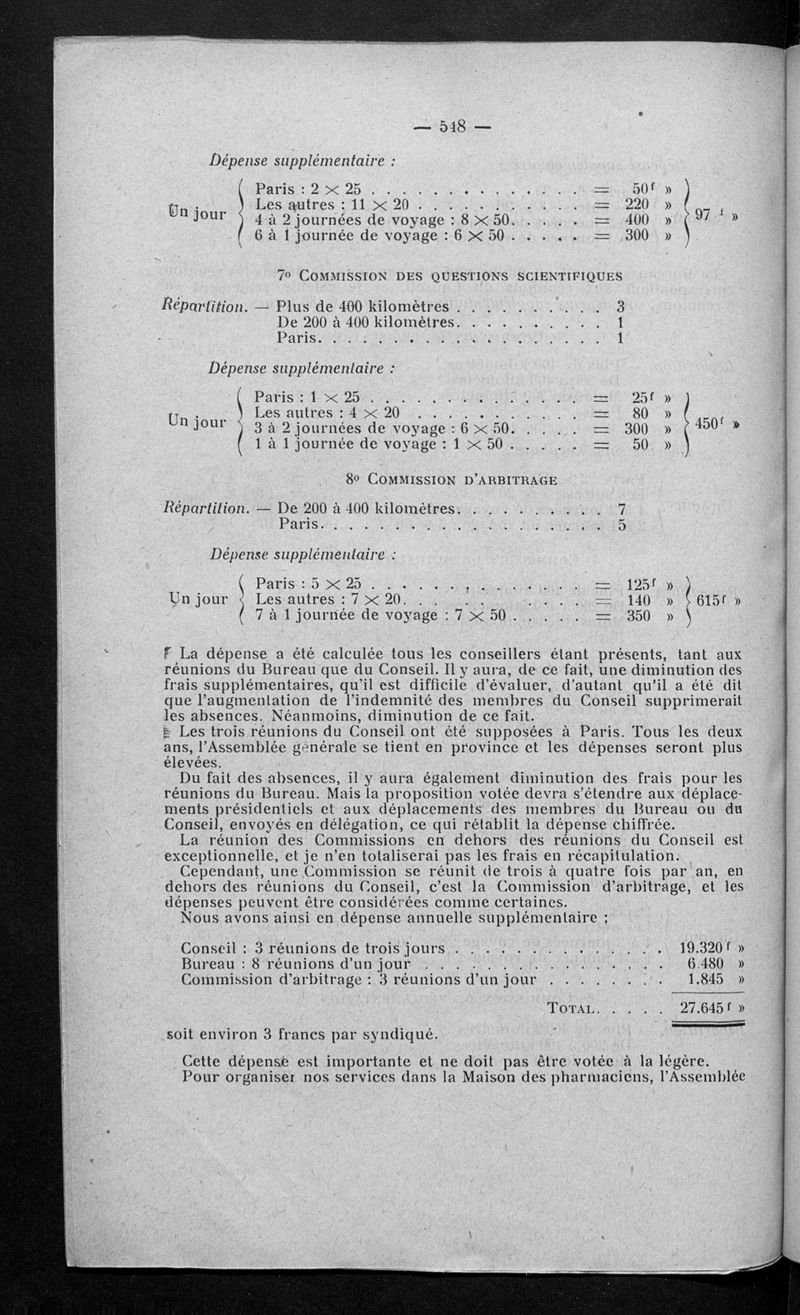 — 548 —
Dépense supplémentaire :
Paris : 2 × 25 . . . . . . . . . . . . . . = 50f »
Les autres : 11 × 20 . . . . . . . . . . . = 220 »
Un jour 4 à 2 journées de voyage : 8 × 50. . . . . = 400 » 97 »
6 à 1 journée de voyage : 6 × 50 . . . . . = 300 »
7o COMMISSION DES QUESTIONS SCIENTIFIQUES
Répartition. — Plus de 400 kilomètres . . . . . . . . . . 3
De 200 à 400 kilomètres. . . . . . . . . . 1
Paris. . . . . . . . . . . . . . . . . . . 1
Dépense supplémentaire :
Paris : 1 × 25 . . . . . . . . . . . . . . = 25f »
Les autres : 4 × 20 . . . . . . . . . . . = 80 »
Un jour 3 à 2 journées de voyage : 6 × 50. . . . . = 300 » 450f »
1 à 1 journée de voyage : 1 × 50 . . . . . = 50 »
8o COMMISSION D'ARBITRAGE
Répartition. — De 200 à 400 kilomètres. . . . . . . . . . 7
Paris. . . . . . . . . . . . . . . . . . . 5
Dépense supplémentaire :
Paris : 5 × 25 . . . . . . . . . . . . . . = 125f »
Un jour Les autres : 7 × 20. . . . . . . . . . = 140 » 615f »
7 à 1 journée de voyage : 7 × 50 . . . . . = 350 »
La dépense a été calculée tous les conseillers étant présents, tant aux
réunions du Bureau que du Conseil. Il y aura, de ce fait, une diminution des
frais supplémentaires, qu'il est difficile d'évaluer, d'autant qu'il a été dit
que l'augmentation de l'indemnité des membres du Conseil supprimerait
les absences. Néanmoins, diminution de ce fait.
Les trois réunions du Conseil ont été supposées à Paris. Tous les deux
ans, l'Assemblée générale se tient en province et les dépenses seront plus
élevées.
Du fait des absences, il y aura également diminution des frais pour les
réunions du Bureau. Mais la proposition votée devra s'étendre aux déplace-
ments présidentiels et aux déplacements des membres du Bureau ou du
Conseil, envoyés en délégation, ce qui rétablit la dépense chiffrée.
La réunion des Commissions en dehors des réunions du Conseil est
exceptionnelle, et je n'en totaliserai pas les frais en récapitulation.
Cependant, une Commission se réunit de trois à quatre fois par an, en
dehors des réunions du Conseil, c'est la Commission d'arbitrage, et les
dépenses peuvent être considérées comme certaines.
Nous avons ainsi en dépense annuelle supplémentaire :
Conseil : 3 réunions de trois jours . . . . . . . . . . . . . . 19.320f »
Bureau : 8 réunions d'un jour . . . . . . . . . . . . . . . . 6.480 »
Commission d'arbitrage : 3 réunions d'un jour . . . . . . . . 1.845 »
TOTAL. . . . . 27.645f »
soit environ 3 francs par syndiqué.
Cette dépense est importante et ne doit pas être votée à la légère.
Pour organiser nos services dans la Maison des pharmaciens, l'Assemblée